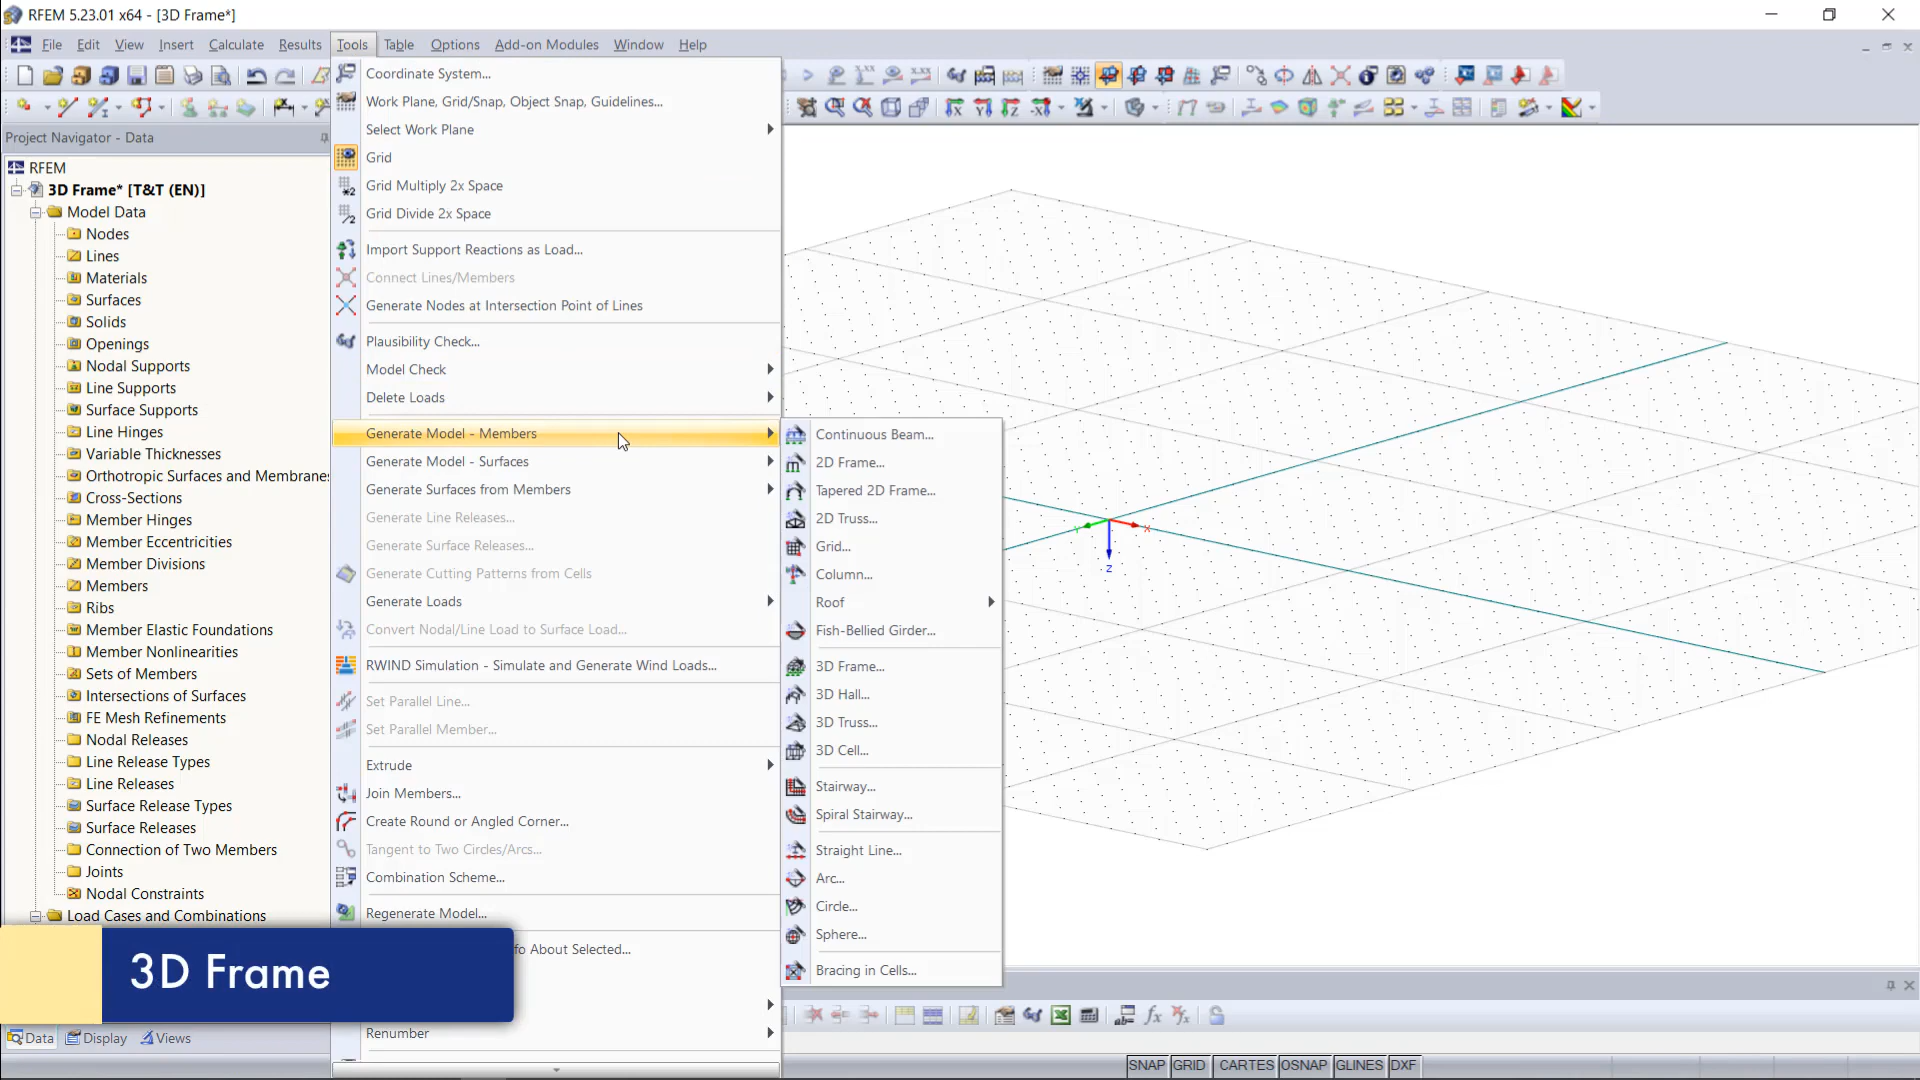 RFEM 5.23.01 x64 - [3D Frame*]
File Edit View Insert Calculate Results Tools Table Options Add-on Modules Window Help
Project Navigator - Data
RFEM
3D Frame* [T&T (EN)]
Model Data
Nodes
Lines
Materials
Surfaces
Solids
Openings
Nodal Supports
Line Supports
Surface Supports
Line Hinges
Variable Thicknesses
Orthotropic Surfaces and Membranes
Cross-Sections
Member Hinges
Member Eccentricities
Member Divisions
Members
Ribs
Member Elastic Foundations
Member Nonlinearities
Sets of Members
Intersections of Surfaces
FE Mesh Refinements
Nodal Releases
Line Release Types
Line Releases
Surface Release Types
Surface Releases
Connection of Two Members
Joints
Nodal Constraints
Load Cases and Combinations
Data Display Views
Coordinate System...
Work Plane, Grid/Snap, Object Snap, Guidelines...
Select Work Plane
Grid
Grid Multiply 2x Space
Grid Divide 2x Space
Import Support Reactions as Load...
Connect Lines/Members
Generate Nodes at Intersection Point of Lines
Plausibility Check...
Model Check
Delete Loads
Generate Model - Members
Generate Model - Surfaces
Generate Surfaces from Members
Generate Line Releases...
Generate Surface Releases...
Generate Cutting Patterns from Cells
Generate Loads
Convert Nodal/Line Load to Surface Load...
RWIND Simulation - Simulate and Generate Wind Loads...
Set Parallel Line...
Set Parallel Member...
Extrude
Join Members...
Create Round or Angled Corner...
Tangent to Two Circles/Arcs...
Combination Scheme...
Regenerate Model...
fo About Selected...
Renumber
Continuous Beam...
2D Frame...
Tapered 2D Frame...
2D Truss...
Grid...
Column...
Roof
Fish-Bellied Girder...
3D Frame...
3D Hall...
3D Truss...
3D Cell...
Stairway...
Spiral Stairway...
Straight Line...
Arc...
Circle...
Sphere...
Bracing in Cells...
Y X
Z
3D Frame
SNAP GRID CARTES OSNAP GLINES DXF